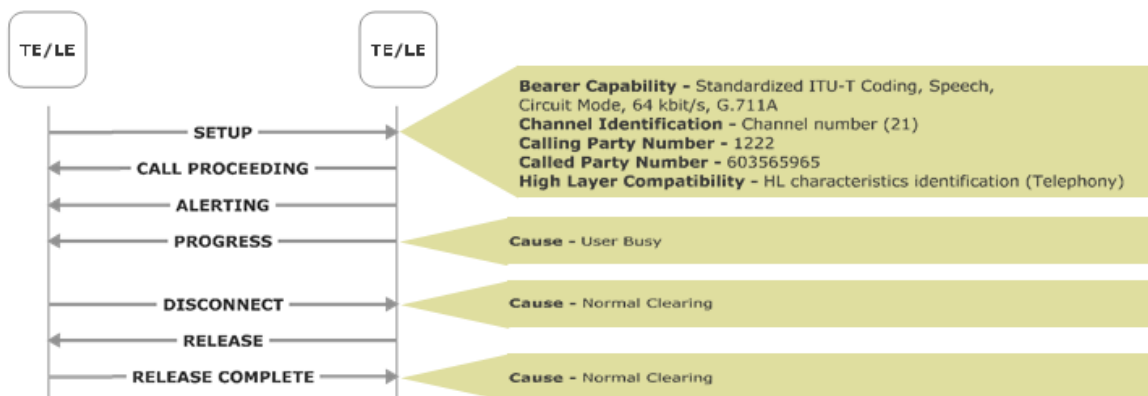 TE/LE
TE/LE
SETUP
Bearer Capability - Standardized ITU-T Coding, Speech,
Circuit Mode, 64 kbit/s, G.711A
Channel Identification - Channel number (21)
Calling Party Number - 1222
Called Party Number - 603565965
High Layer Compatibility - HL characteristics identification (Telephony)
CALL PROCEEDING
ALERTING
PROGRESS
Cause - User Busy
DISCONNECT
Cause - Normal Clearing
RELEASE
RELEASE COMPLETE
Cause - Normal Clearing